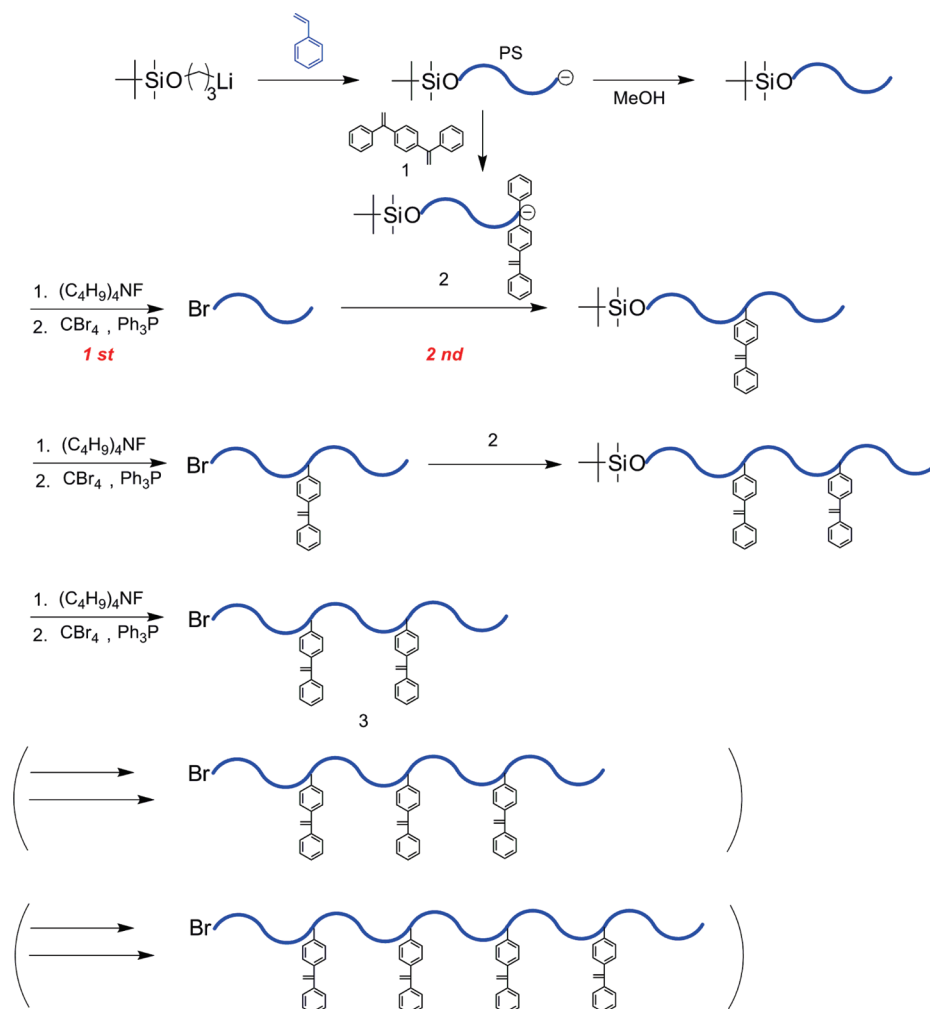 SiO( )3Li
SiO
PS
MeOH
SiO
1
SiO
2
1. (C4H9)4NF
2. CBr4 , Ph3P
1 st
Br
2 nd
SiO
1. (C4H9)4NF
2. CBr4 , Ph3P
Br
2
SiO
1. (C4H9)4NF
2. CBr4 , Ph3P
Br
3
Br
Br